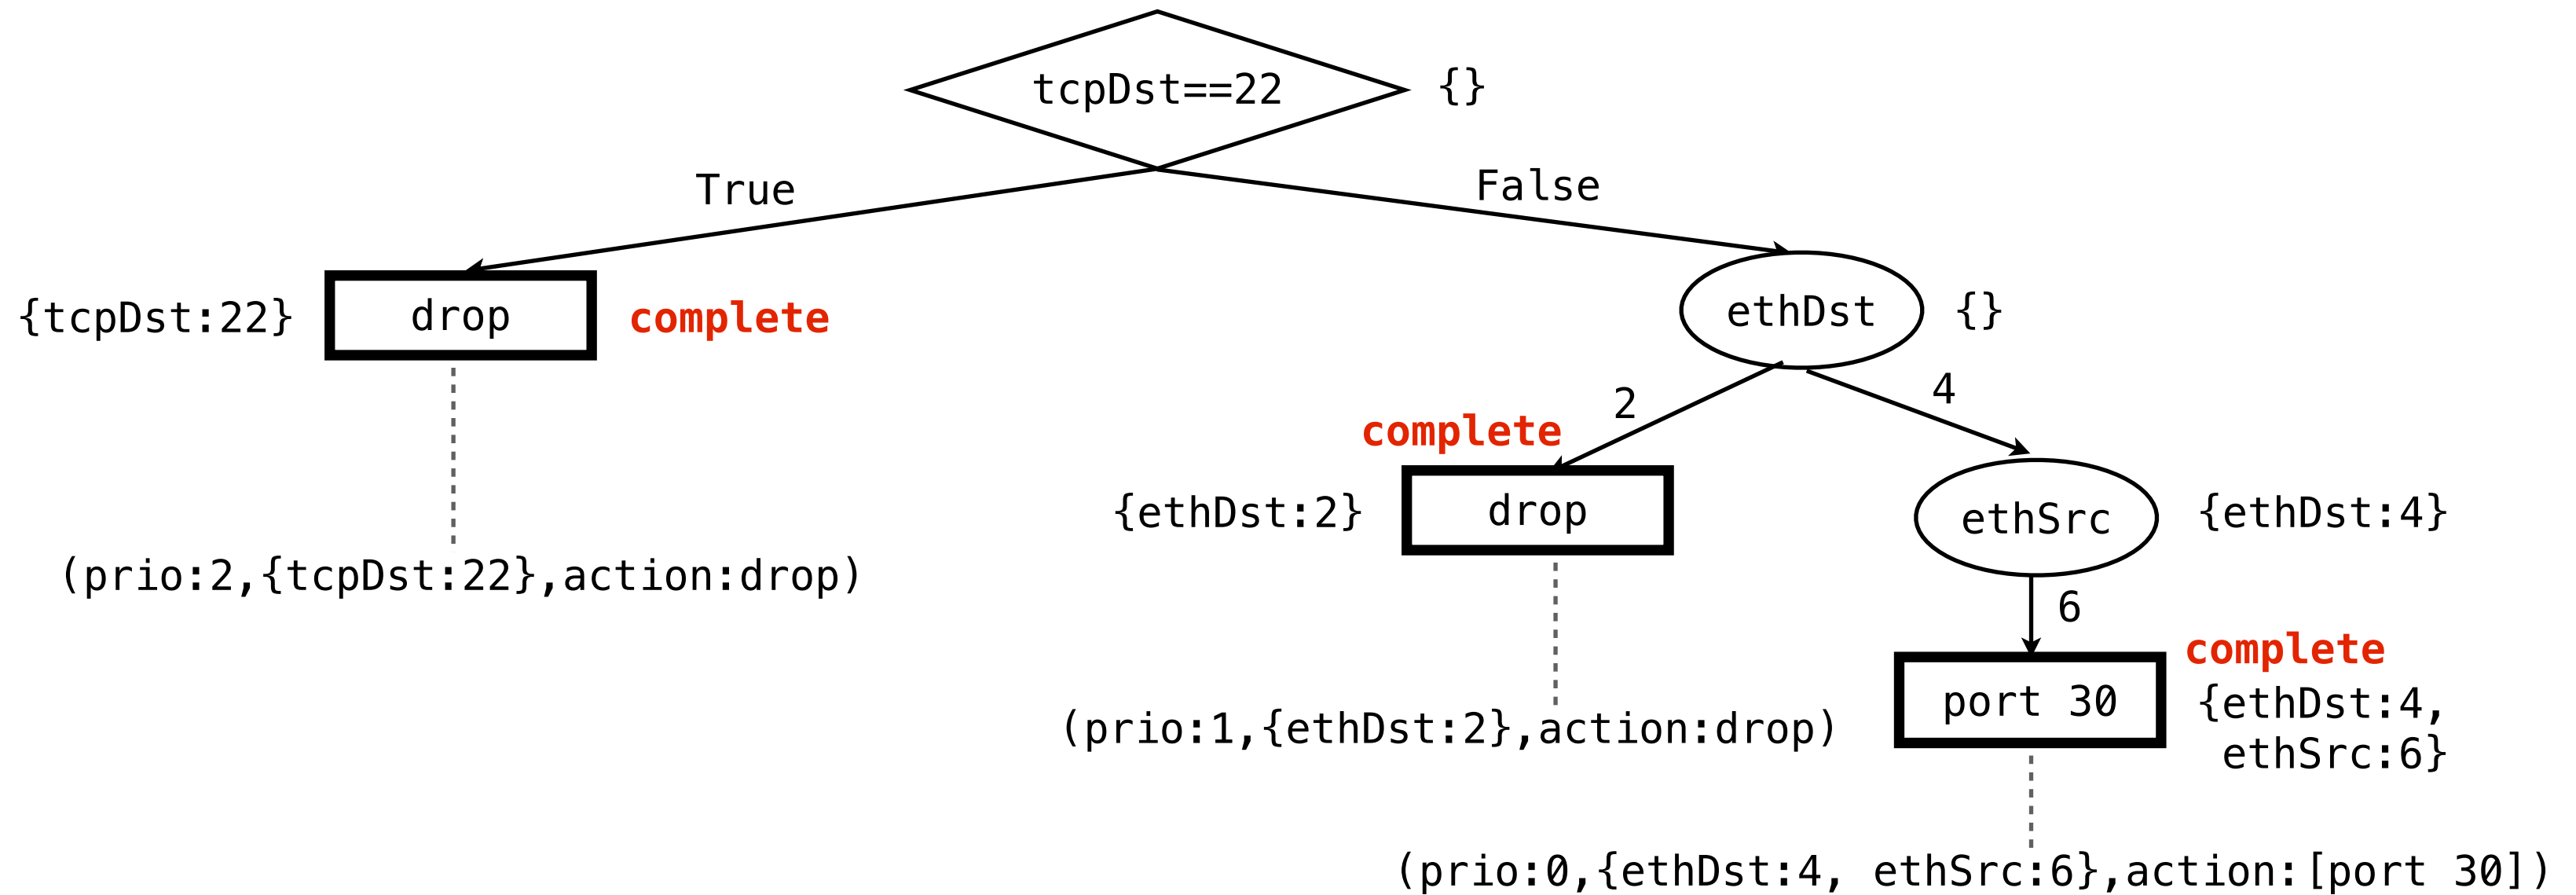 tcpDst==22
{}
True
False
{tcpDst:22}
drop
complete
ethDst
{}
2
4
complete
{ethDst:2}
drop
ethSrc
{ethDst:4}
(prio:2,{tcpDst:22},action:drop)
6
complete
port 30
{ethDst:4,
ethSrc:6}
(prio:1,{ethDst:2},action:drop)
(prio:0,{ethDst:4, ethSrc:6},action:[port 30])